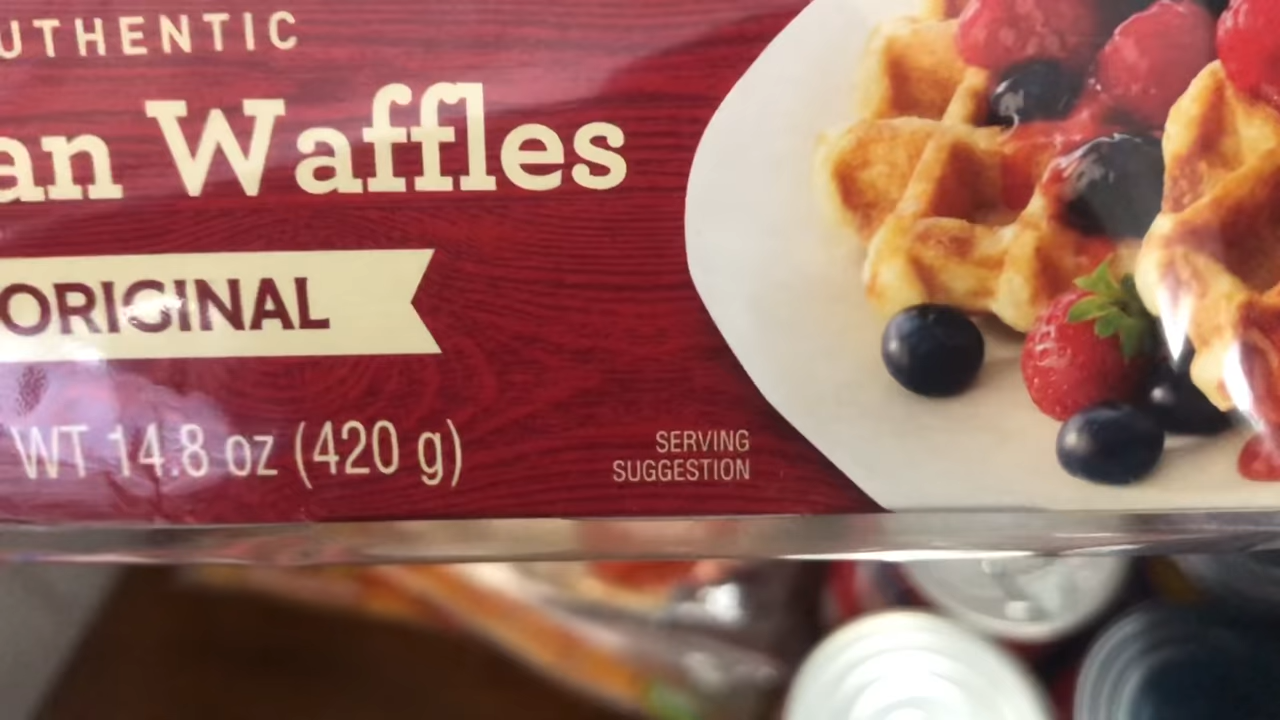 UTHENTIC
an Waffles
ORIGINAL
WT 14.8 oz (420 g)
SERVING
SUGGESTION